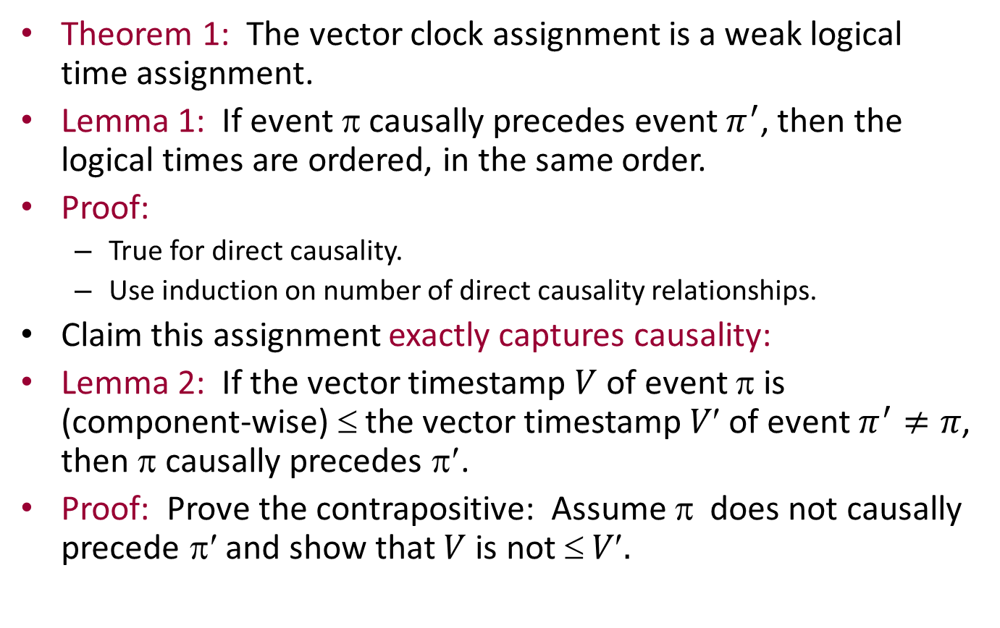 • Theorem 1: The vector clock assignment is a weak logical
time assignment.
• Lemma 1: If event π causally precedes event π′, then the
logical times are ordered, in the same order.
• Proof:
– True for direct causality.
– Use induction on number of direct causality relationships.
• Claim this assignment exactly captures causality:
• Lemma 2: If the vector timestamp V of event π is
(component-wise) ≤ the vector timestamp V′ of event π′ ≠ π,
then π causally precedes π′.
• Proof: Prove the contrapositive: Assume π does not causally
precede π′ and show that V is not ≤ V′.